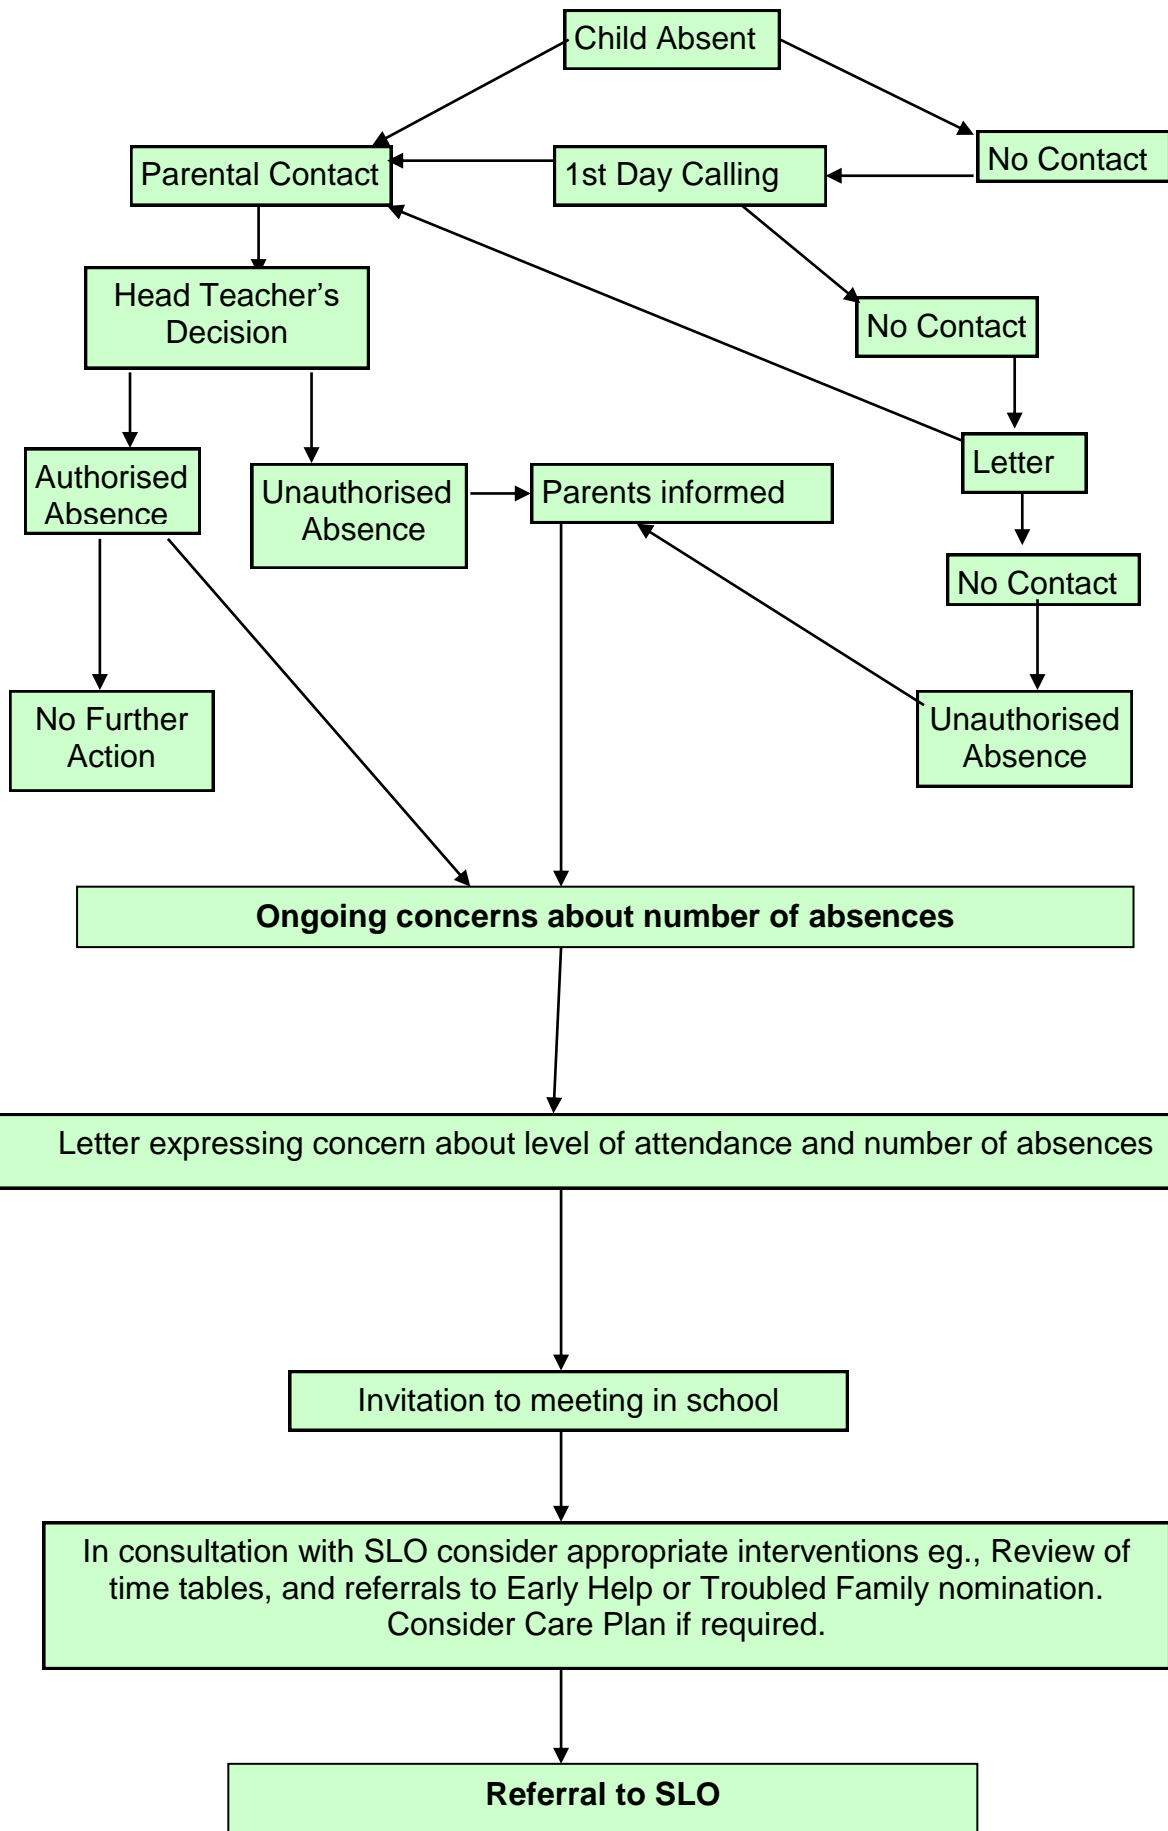 Child Absent
No Contact
Parental Contact
1st Day Calling
Head Teacher's
Decision
No Contact
Letter
Authorised
Absence
Unauthorised
Absence
Parents informed
No Contact
No Further
Action
Unauthorised
Absence
Ongoing concerns about number of absences
Letter expressing concern about level of attendance and number of absences
Invitation to meeting in school
In consultation with SLO consider appropriate interventions eg., Review of
time tables, and referrals to Early Help or Troubled Family nomination.
Consider Care Plan if required.
Referral to SLO